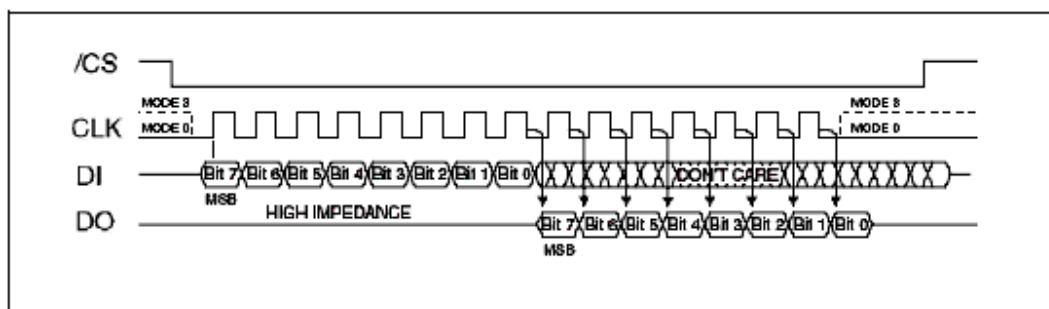 /CS
MODE 3 MODE 3
CLK MODE 0 MODE 0
DI Bit 7 Bit 6 Bit 5 Bit 4 Bit 3 Bit 2 Bit 1 Bit 0 DON'T CARE
MSB
HIGH IMPEDANCE
DO Bit 7 Bit 6 Bit 5 Bit 4 Bit 3 Bit 2 Bit 1 Bit 0
MSB